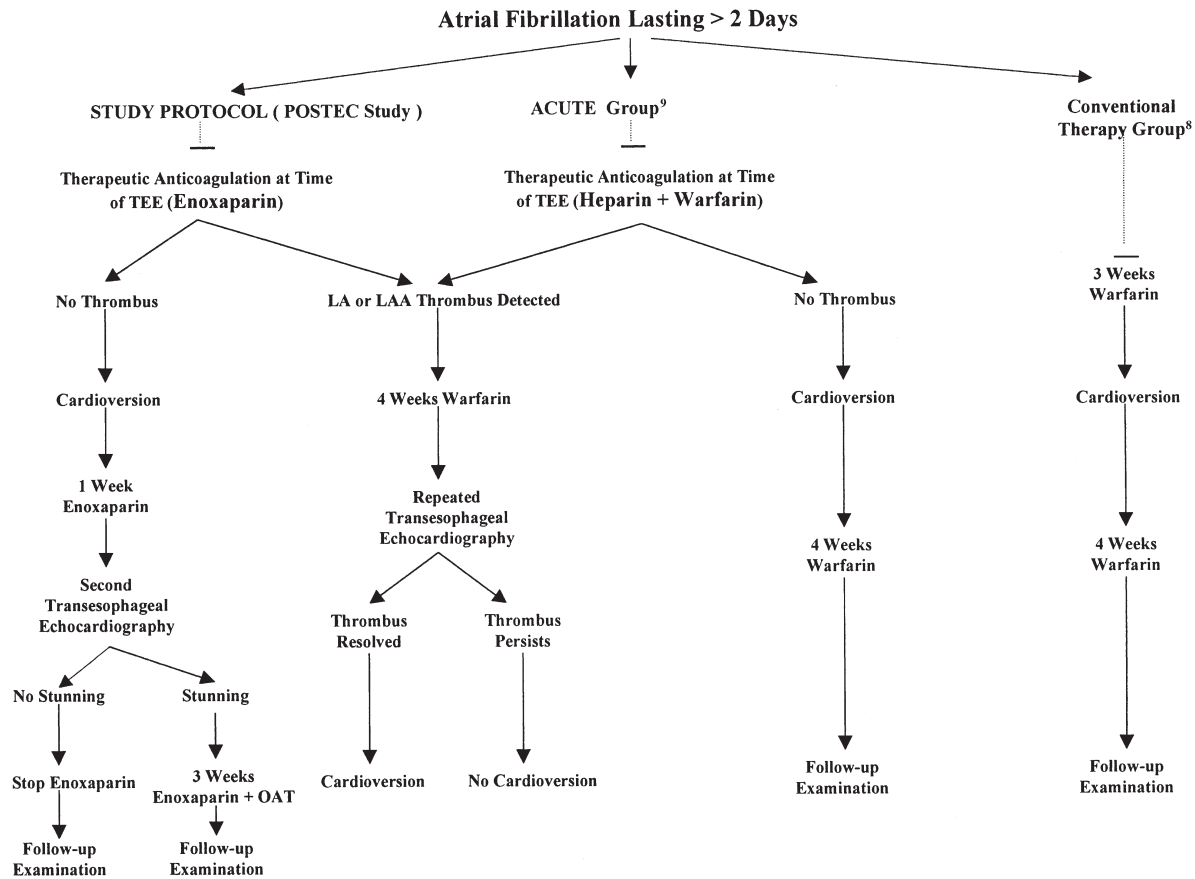 Atrial Fibrillation Lasting > 2 Days
STUDY PROTOCOL ( POSTEC Study )
ACUTE Group9
Conventional
Therapy Group8
Therapeutic Anticoagulation at Time
of TEE (Enoxaparin)
Therapeutic Anticoagulation at Time
of TEE (Heparin + Warfarin)
3 Weeks
Warfarin
No Thrombus
LA or LAA Thrombus Detected
No Thrombus
Cardioversion
4 Weeks Warfarin
Cardioversion
Cardioversion
1 Week
Enoxaparin
Repeated
Transesophageal
Echocardiography
4 Weeks
Warfarin
4 Weeks
Warfarin
Second
Transesophageal
Echocardiography
Thrombus
Resolved
Thrombus
Persists
No Stunning
Stunning
Stop Enoxaparin
3 Weeks
Enoxaparin + OAT
Cardioversion
No Cardioversion
Follow-up
Examination
Follow-up
Examination
Follow-up
Examination
Follow-up
Examination